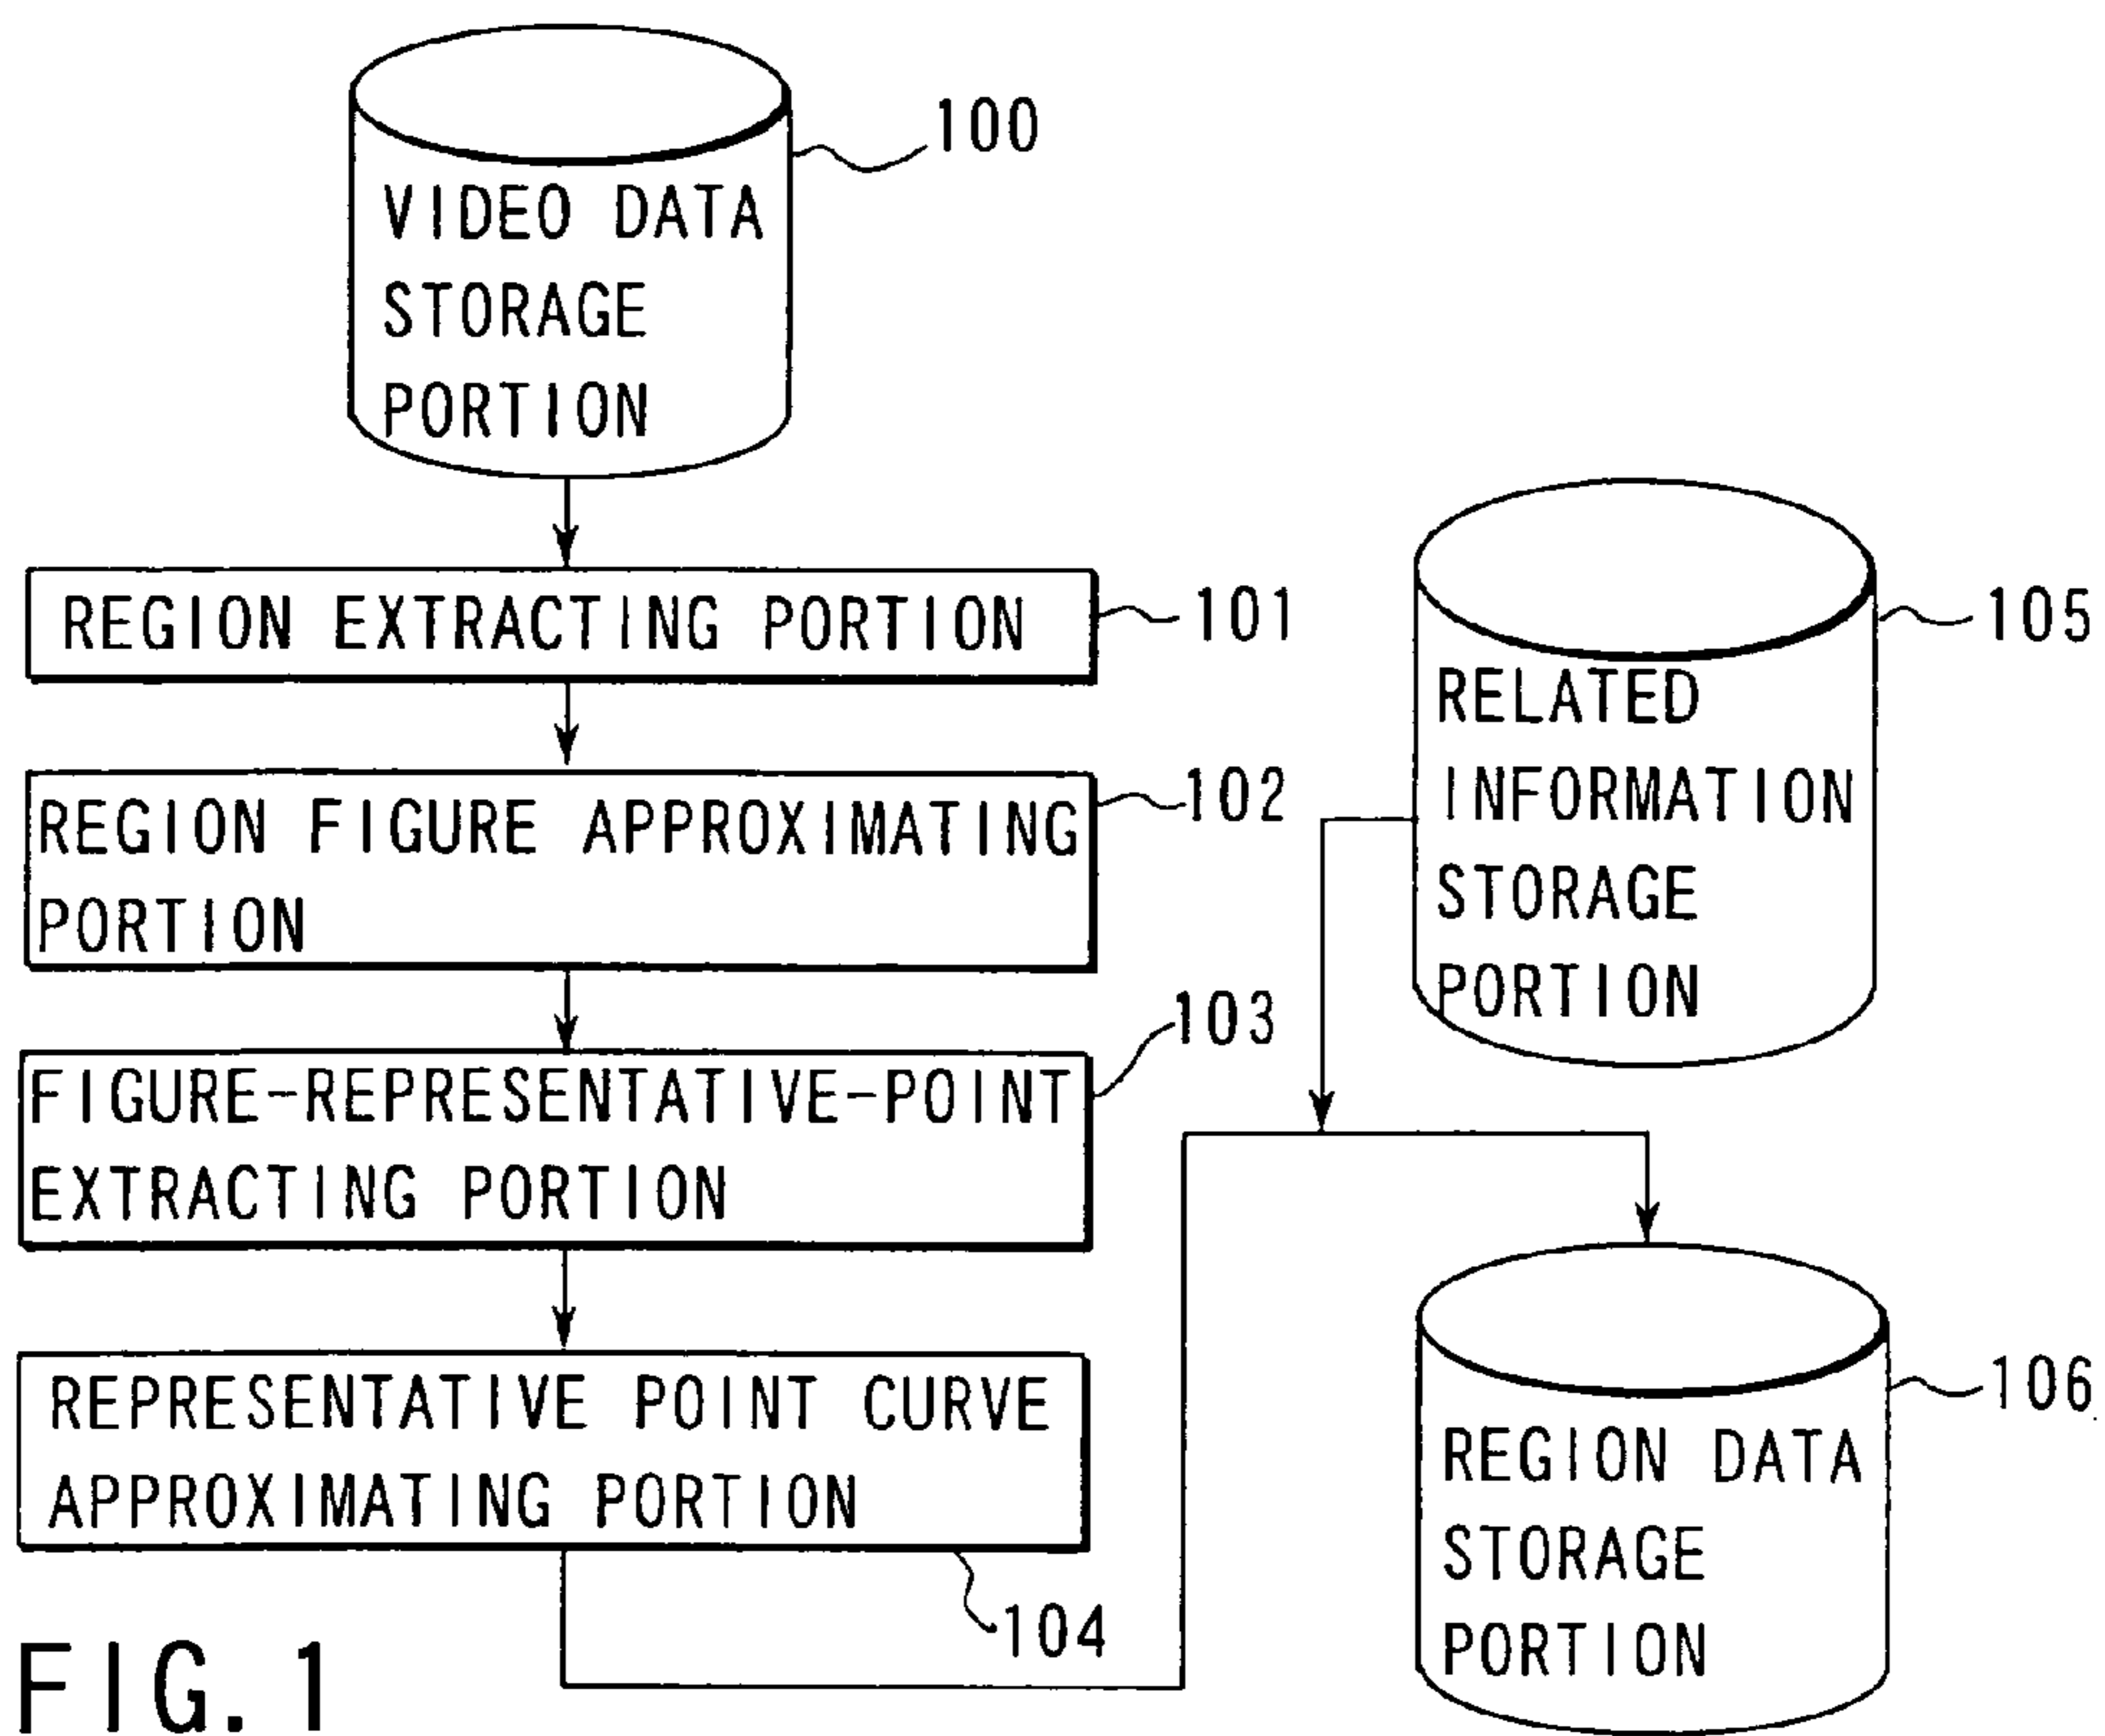 100
VIDEO DATA
STORAGE
PORTION
REGION EXTRACTING PORTION
101
REGION FIGURE APPROXIMATING
PORTION
102
FIGURE-REPRESENTATIVE-POINT
EXTRACTING PORTION
103
REPRESENTATIVE POINT CURVE
APPROXIMATING PORTION
104
105
RELATED
INFORMATION
STORAGE
PORTION
106
REGION DATA
STORAGE
PORTION
FIG. 1